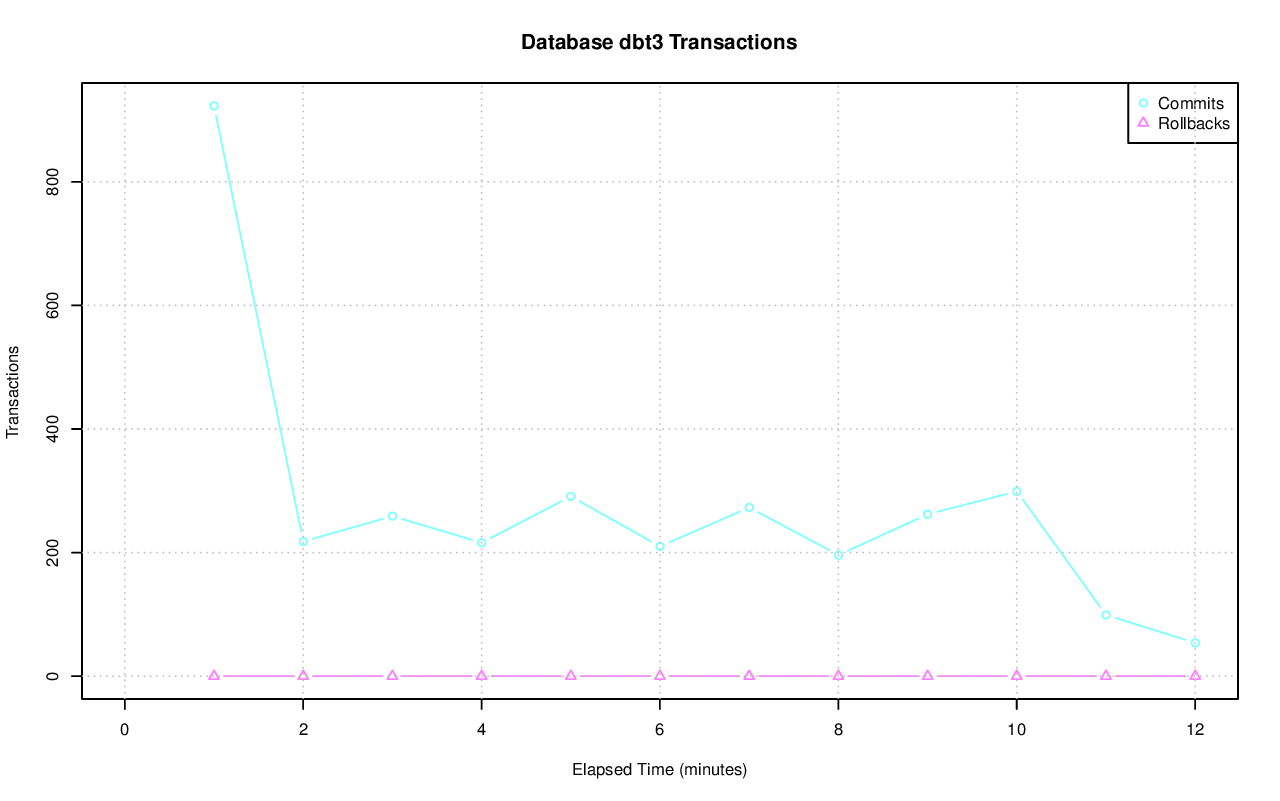 Database dbt3 Transactions
Commits
Rollbacks
Transactions
800
600
400
200
0
0 2 4 6 8 10 12
Elapsed Time (minutes)